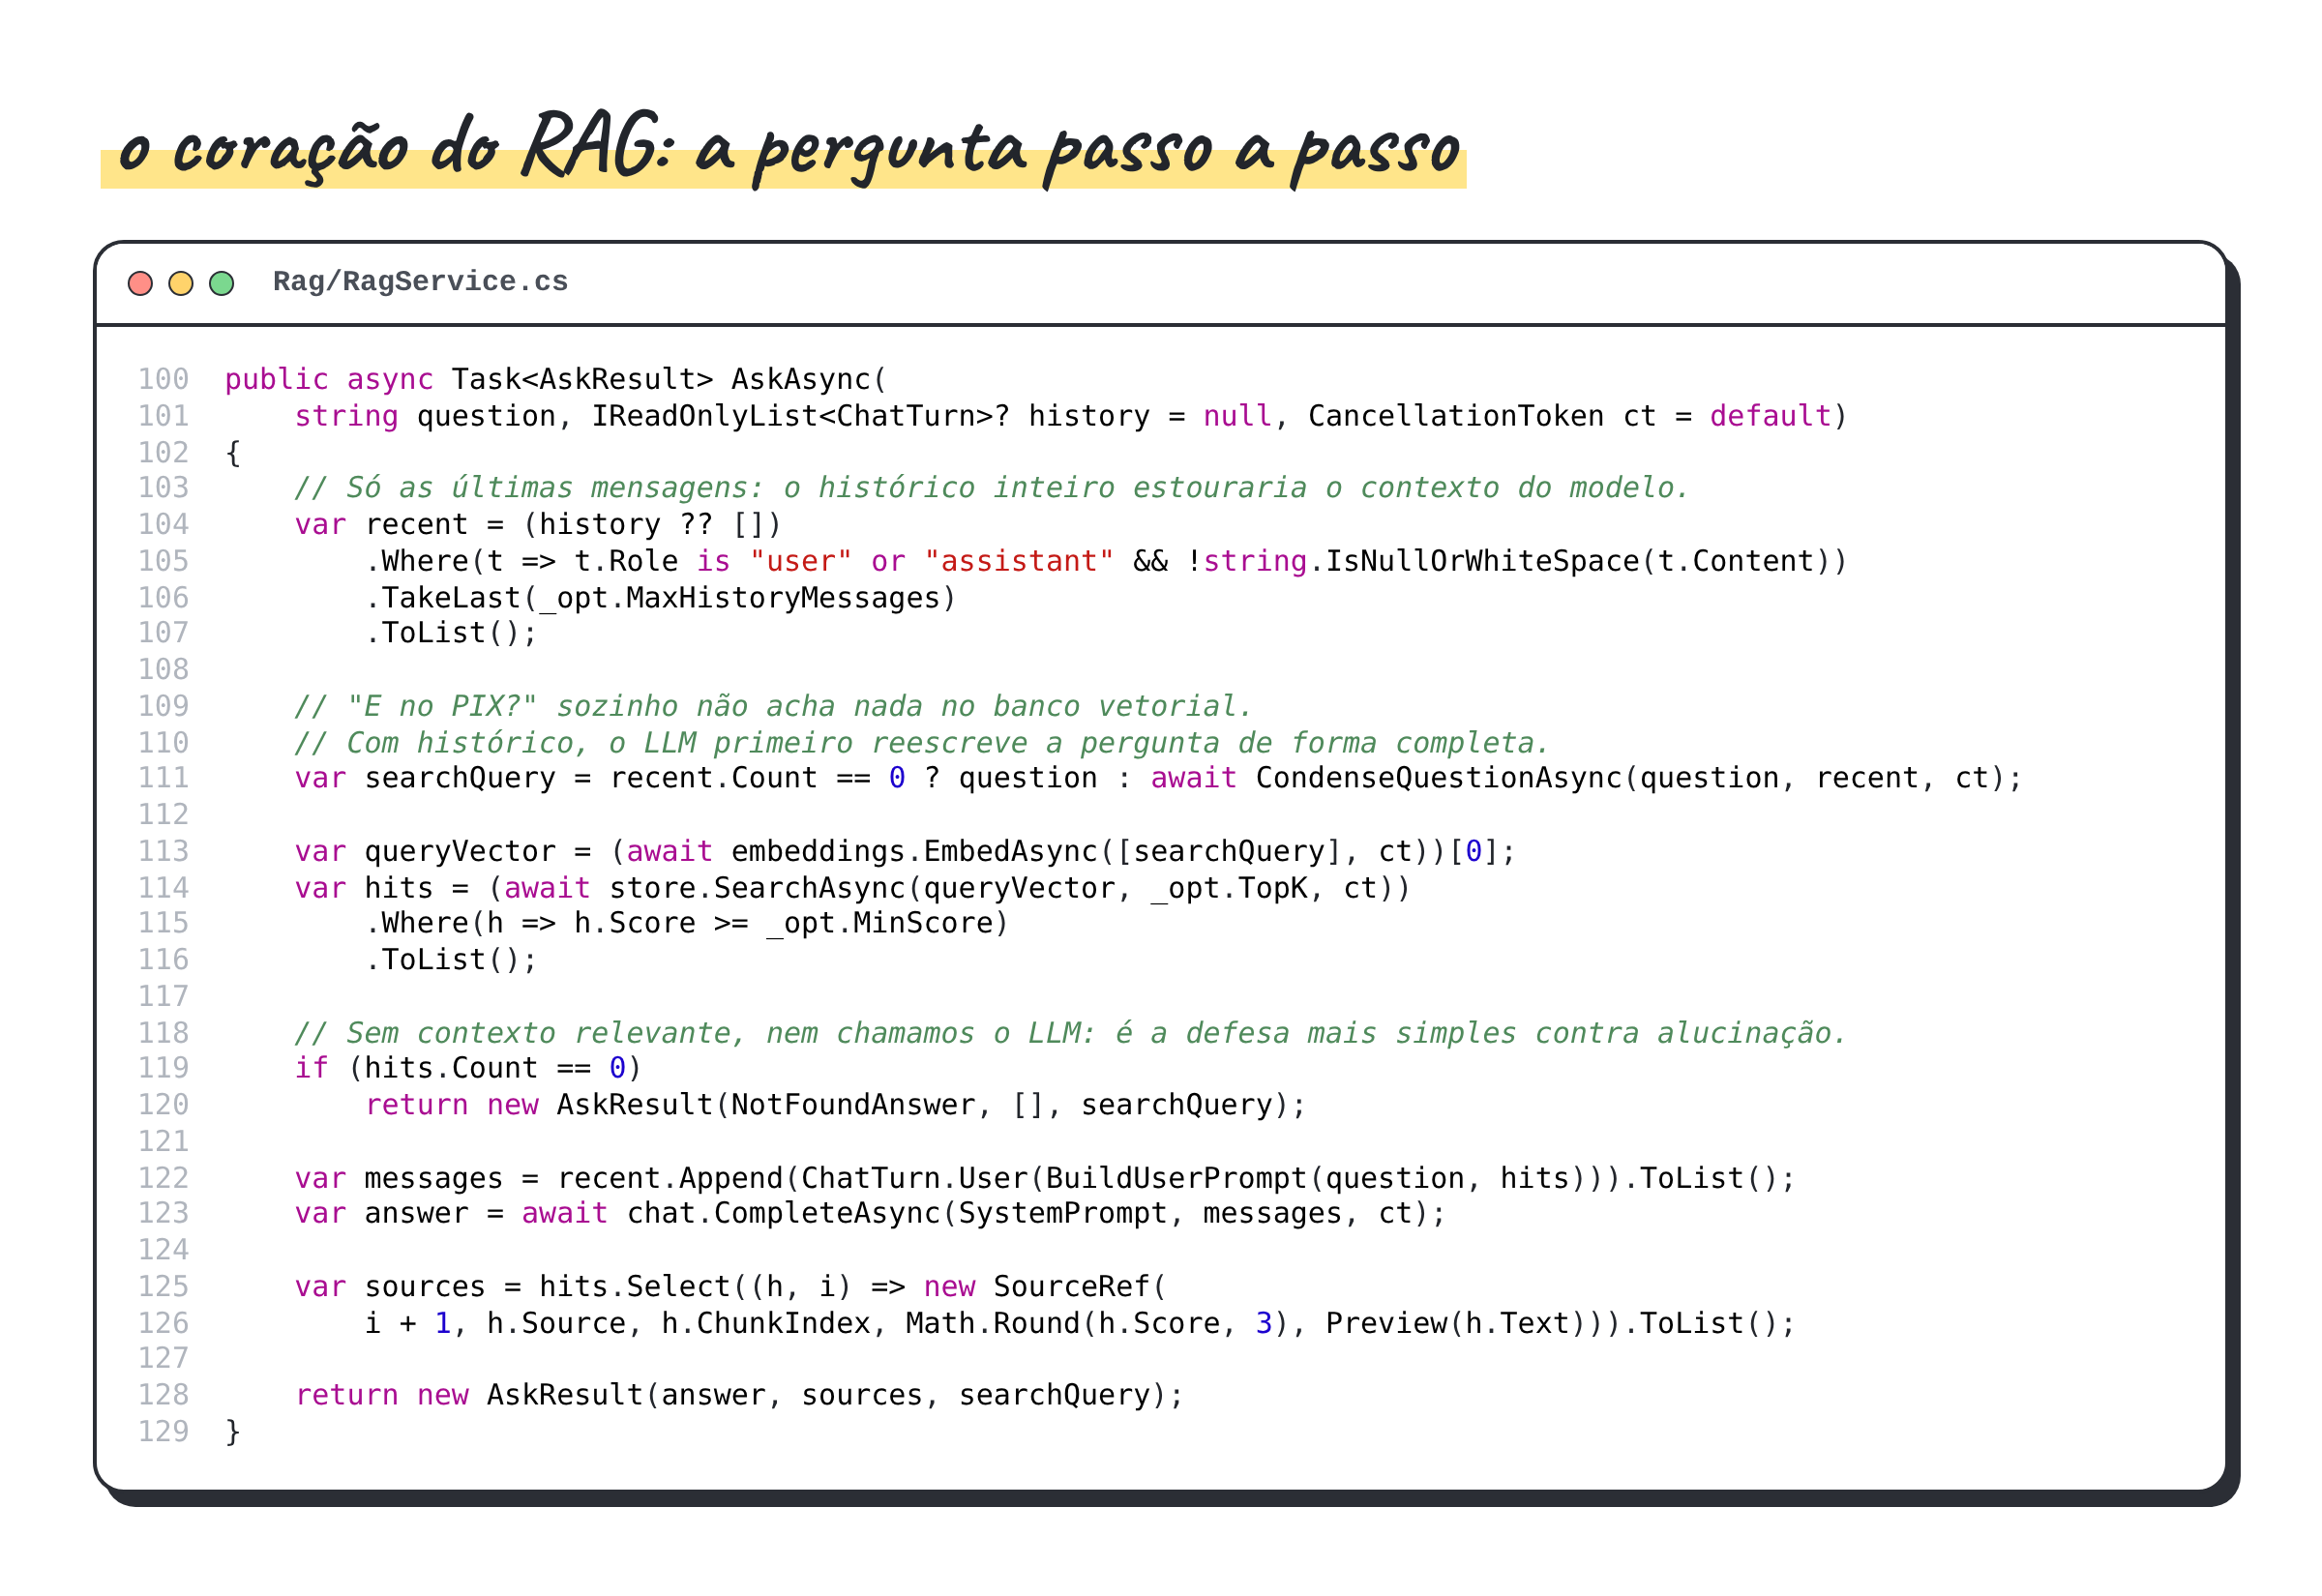 o coração do RAG: a pergunta passo a passo
Rag/RagService.cs
100 public async Task<AskResult> AskAsync(
101     string question, IReadOnlyList<ChatTurn>? history = null, CancellationToken ct = default)
102 {
103     // Só as últimas mensagens: o histórico inteiro estouraria o contexto do modelo.
104     var recent = (history ?? [])
105         .Where(t => t.Role is "user" or "assistant" && !string.IsNullOrWhiteSpace(t.Content))
106         .TakeLast(_opt.MaxHistoryMessages)
107         .ToList();
108
109     // "E no PIX?" sozinho não acha nada no banco vetorial.
110     // Com histórico, o LLM primeiro reescreve a pergunta de forma completa.
111     var searchQuery = recent.Count == 0 ? question : await CondenseQuestionAsync(question, recent, ct);
112
113     var queryVector = (await embeddings.EmbedAsync([searchQuery], ct))[0];
114     var hits = (await store.SearchAsync(queryVector, _opt.TopK, ct))
115         .Where(h => h.Score >= _opt.MinScore)
116         .ToList();
117
118     // Sem contexto relevante, nem chamamos o LLM: é a defesa mais simples contra alucinação.
119     if (hits.Count == 0)
120         return new AskResult(NotFoundAnswer, [], searchQuery);
121
122     var messages = recent.Append(ChatTurn.User(BuildUserPrompt(question, hits))).ToList();
123     var answer = await chat.CompleteAsync(SystemPrompt, messages, ct);
124
125     var sources = hits.Select((h, i) => new SourceRef(
126         i + 1, h.Source, h.ChunkIndex, Math.Round(h.Score, 3), Preview(h.Text))).ToList();
127
128     return new AskResult(answer, sources, searchQuery);
129 }